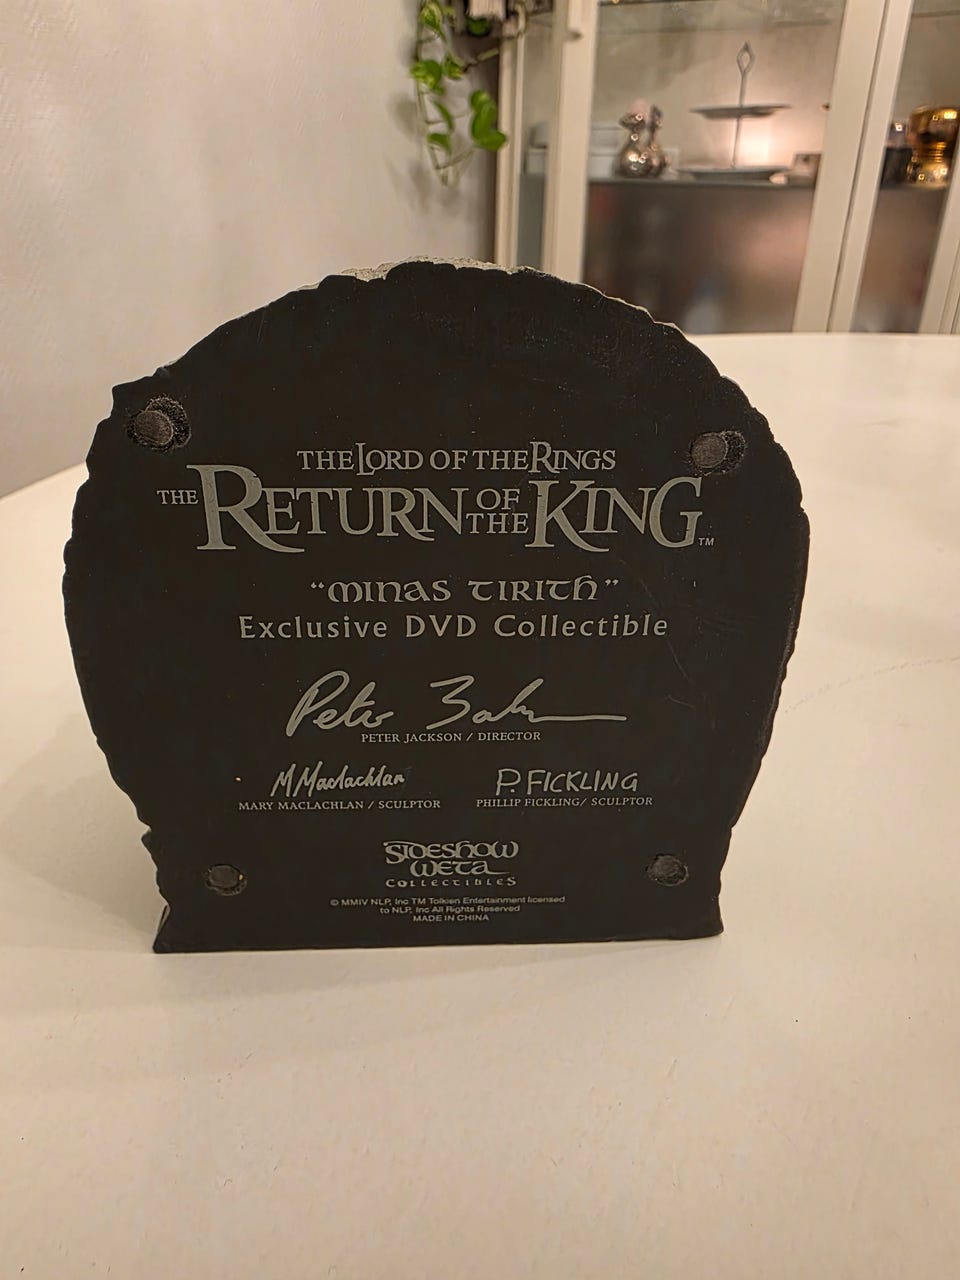 THE LORD OF THE RINGS
THE RETURN OF THE KING™
"MINAS TIRITH"
Exclusive DVD Collectible
PETER JACKSON / DIRECTOR
M Maclachlan
P. FICKLING
MARY MACLACHLAN / SCULPTOR
PHILLIP FICKLING/ SCULPTOR
SIDESHOW
WETA
COLLECTIBLES
© MMIV NLP, Inc TM Tolkien Entertainment licensed
to NLP, Inc All Rights Reserved
MADE IN CHINA